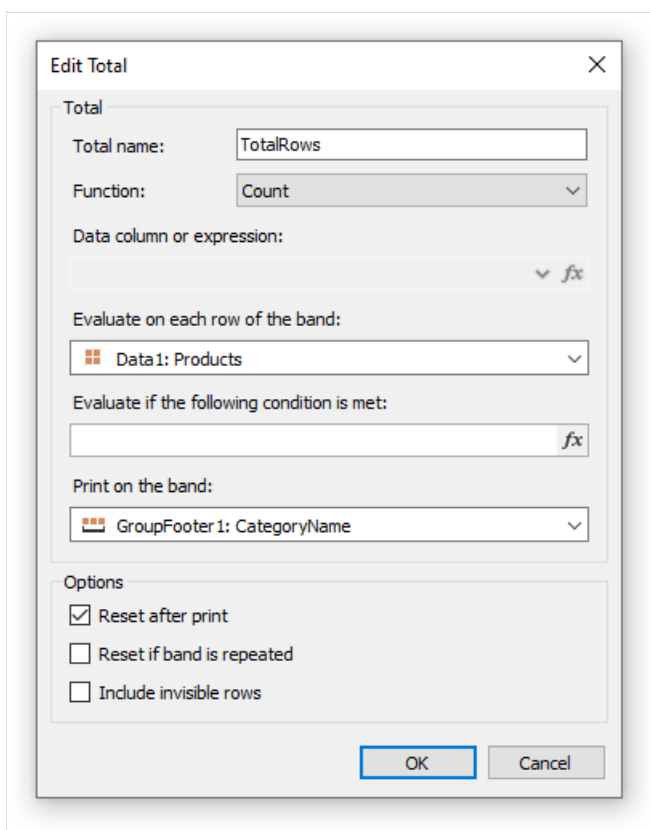 Edit Total
Total
Total name: TotalRows
Function: Count
Data column or expression:
fx
Evaluate on each row of the band:
Data1: Products
Evaluate if the following condition is met:
fx
Print on the band:
GroupFooter1: CategoryName
Options
Reset after print
Reset if band is repeated
Include invisible rows
OK Cancel